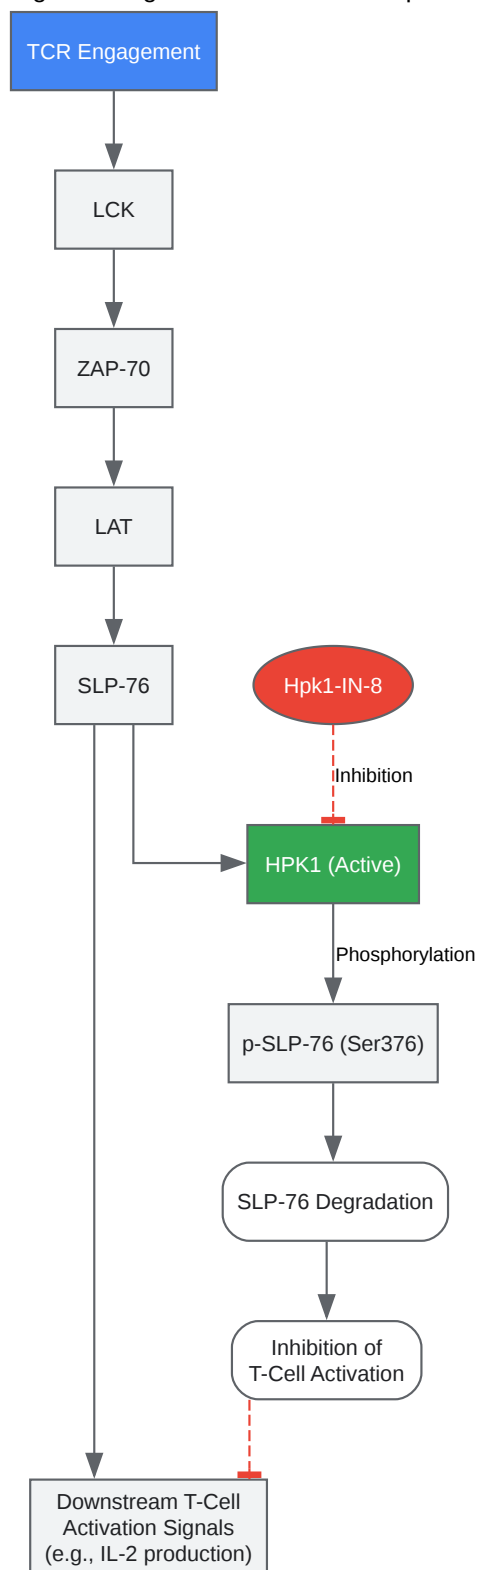 TCR Engagement
LCK
ZAP-70
LAT
SLP-76
Hpk1-IN-8
Inhibition
HPK1 (Active)
Phosphorylation
p-SLP-76 (Ser376)
SLP-76 Degradation
Inhibition of
T-Cell Activation
Downstream T-Cell
Activation Signals
(e.g., IL-2 production)